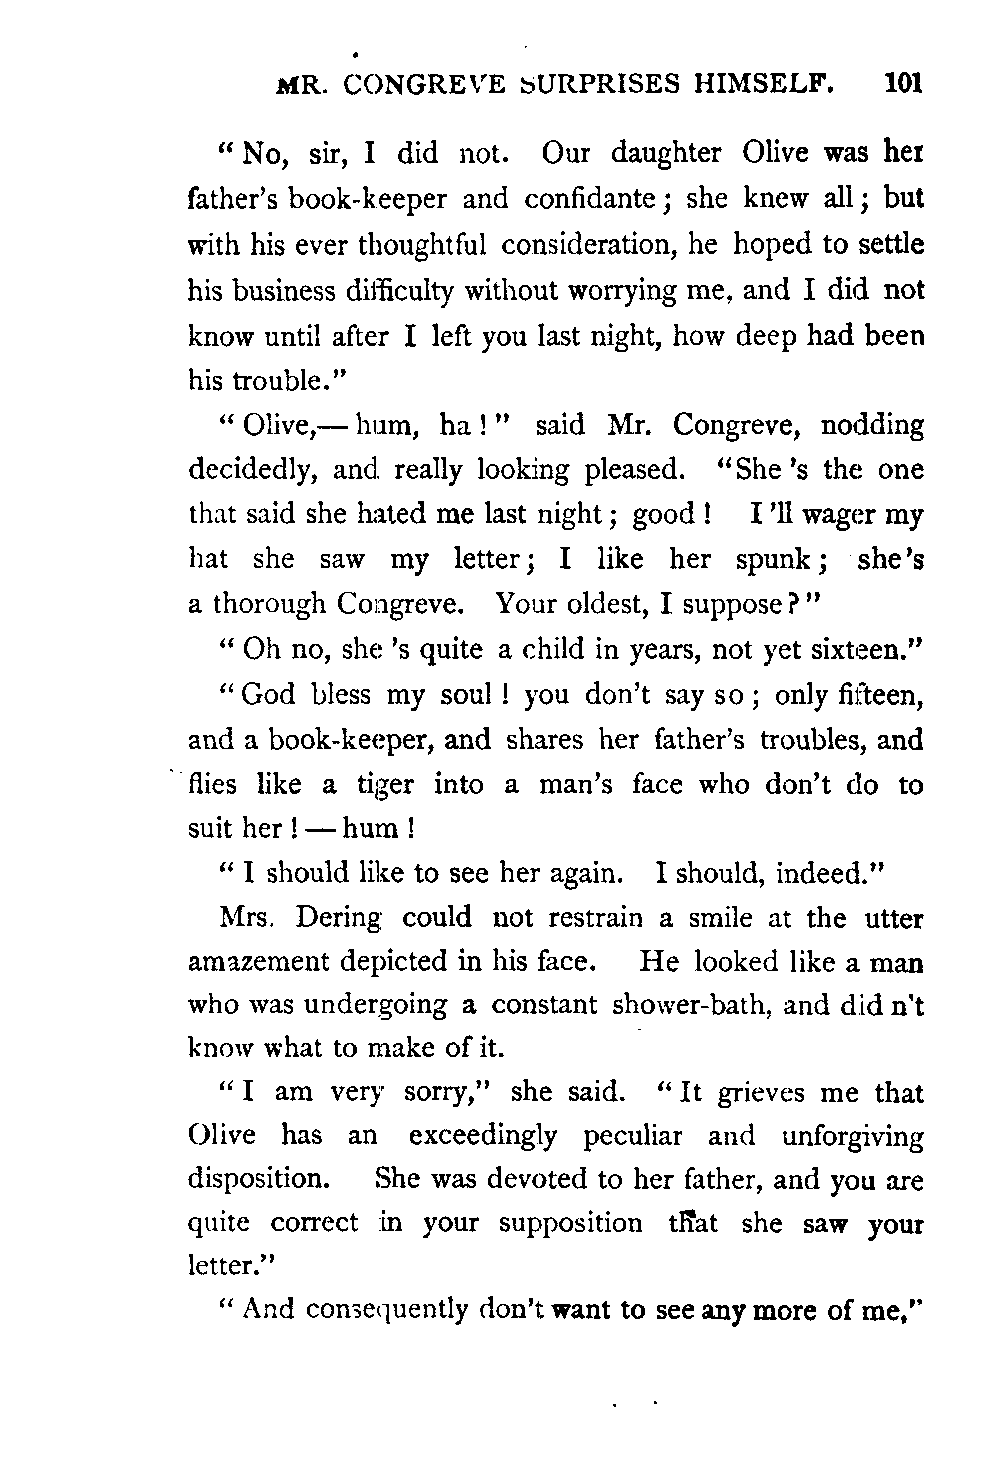 MR. CONGREVE SURPRISES HIMSELF. 101
“ No, sir, I did not. Our daughter Olive was her
father's book-keeper and confidante ; she knew all ; but
with his ever thoughtful consideration, he hoped to settle
his business difficulty without worrying me, and I did not
know until after I left you last night, how deep had been
his trouble.”
“ Olive,— hum, ha ! ” said Mr. Congreve, nodding
decidedly, and really looking pleased. “She 's the one
that said she hated me last night ; good ! I 'll wager my
hat she saw my letter ; I like her spunk ; she's
a thorough Congreve. Your oldest, I suppose ? ”
“ Oh no, she 's quite a child in years, not yet sixteen.”
“ God bless my soul ! you don't say so ; only fifteen,
and a book-keeper, and shares her father's troubles, and
flies like a tiger into a man's face who don't do to
suit her ! — hum !
“ I should like to see her again. I should, indeed.”
Mrs. Dering could not restrain a smile at the utter
amazement depicted in his face. He looked like a man
who was undergoing a constant shower-bath, and did n't
know what to make of it.
“ I am very sorry,” she said. “ It grieves me that
Olive has an exceedingly peculiar and unforgiving
disposition. She was devoted to her father, and you are
quite correct in your supposition that she saw your
letter.”
“ And consequently don't want to see any more of me,”